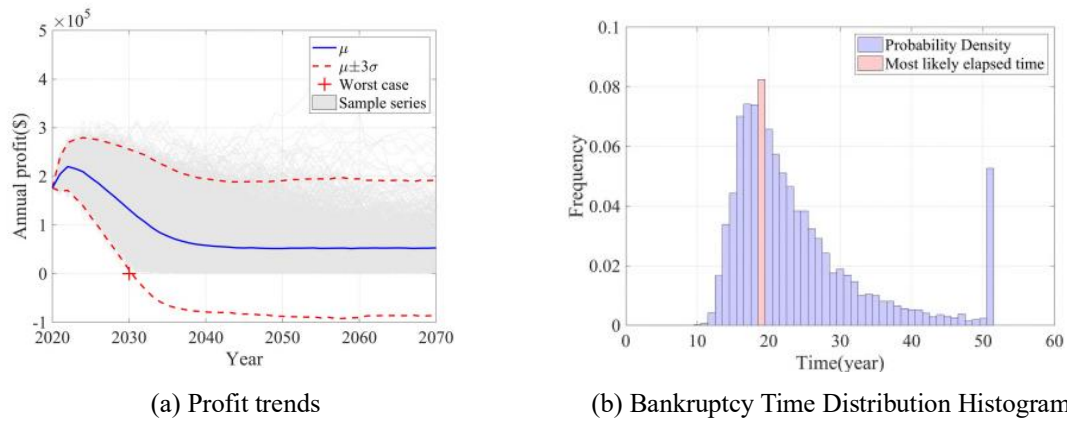 ×10⁵
5
4
3
2
1
0
-1
Annual profit($)
2020 2030 2040 2050 2060 2070
Year
μ
μ±3σ
Worst case
Sample series
(a) Profit trends
0.1
0.08
0.06
0.04
0.02
0
Frequency
0 10 20 30 40 50 60
Time(year)
Probability Density
Most likely elapsed time
(b) Bankruptcy Time Distribution Histogram